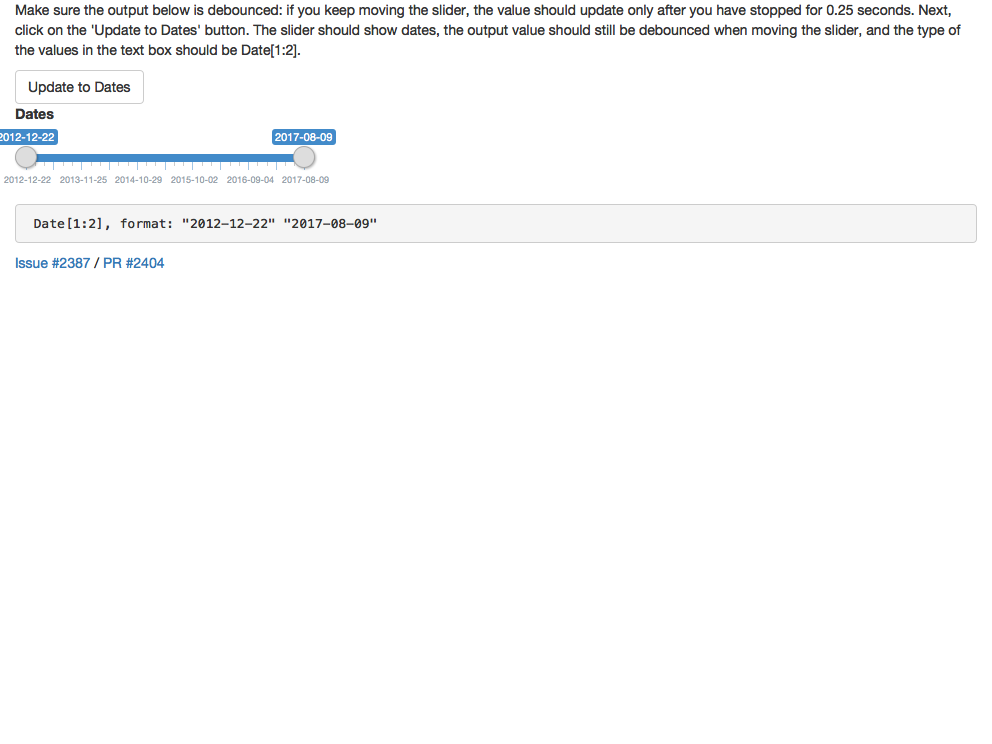 Make sure the output below is debounced: if you keep moving the slider, the value should update only after you have stopped for 0.25 seconds. Next,
click on the 'Update to Dates' button. The slider should show dates, the output value should still be debounced when moving the slider, and the type of
the values in the text box should be Date[1:2].
Update to Dates
Dates
2012-12-22 2017-08-09
2012-12-22 2013-11-25 2014-10-29 2015-10-02 2016-09-04 2017-08-09
Date[1:2], format: "2012-12-22" "2017-08-09"
Issue #2387 / PR #2404